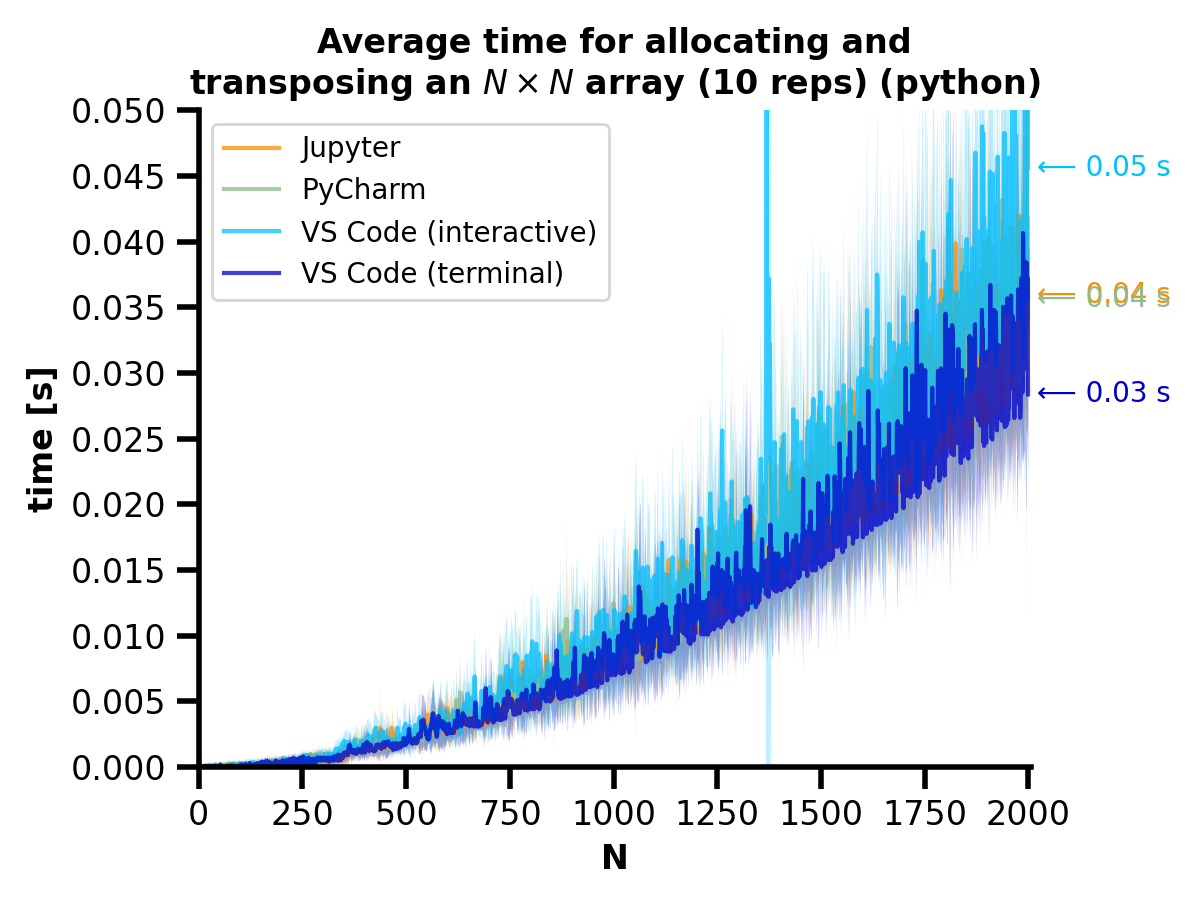 Average time for allocating and
transposing an N × N array (10 reps) (python)
0.050
0.045
0.040
0.035
0.030
0.025
0.020
0.015
0.010
0.005
0.000
time [s]
Jupyter
PyCharm
VS Code (interactive)
VS Code (terminal)
← 0.05 s
← 0.04 s
← 0.04 s
← 0.03 s
0 250 500 750 1000 1250 1500 1750 2000
N